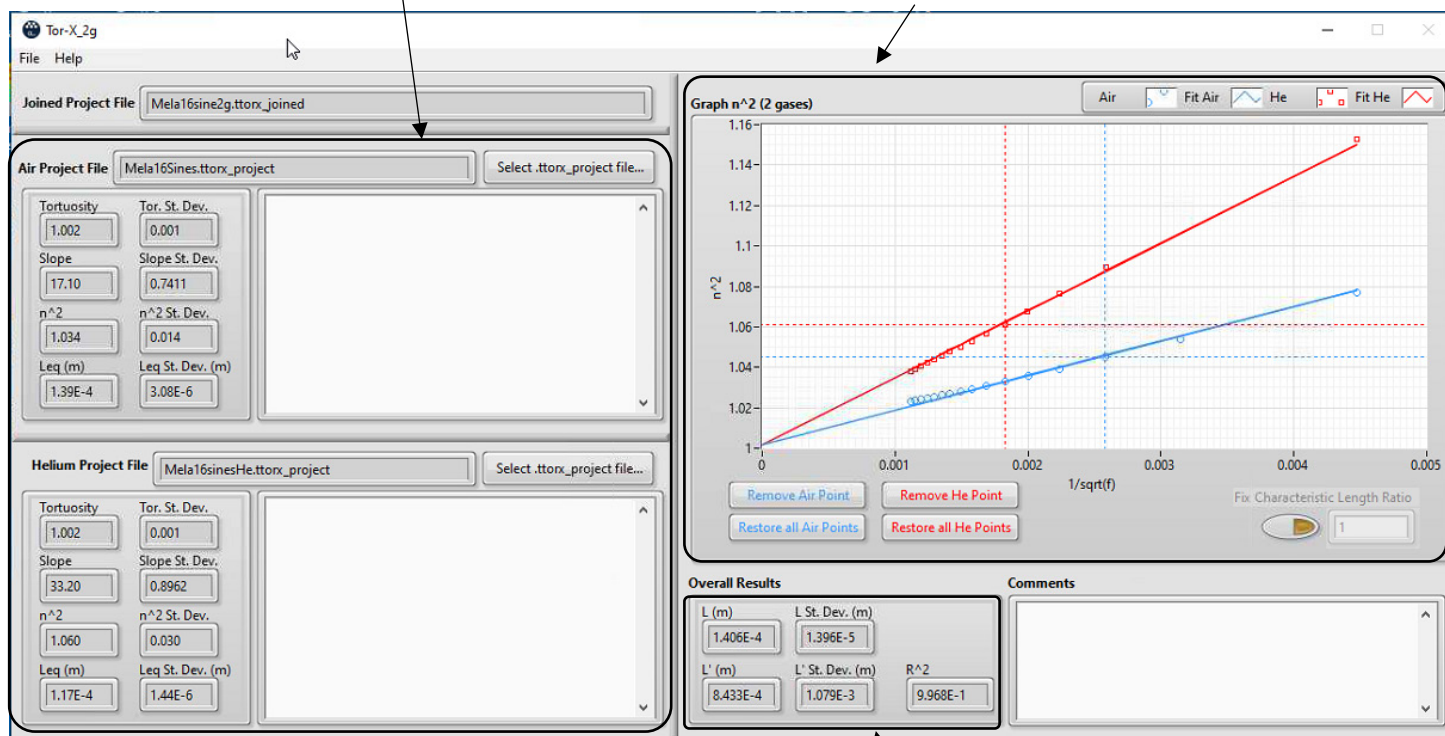 Tor-X_2g
File Help
Joined Project File Mela16sine2g.ttorx_joined
Air Project File Mela16Sines.ttorx_project Select .ttorx_project file...
Tortuosity Tor. St. Dev.
1.002 0.001
Slope Slope St. Dev.
17.10 0.7411
n^2 n^2 St. Dev.
1.034 0.014
Leq (m) Leq St. Dev. (m)
1.39E-4 3.08E-6
Helium Project File Mela16sinesHe.ttorx_project Select .ttorx_project file...
Tortuosity Tor. St. Dev.
1.002 0.001
Slope Slope St. Dev.
33.20 0.8962
n^2 n^2 St. Dev.
1.060 0.030
Leq (m) Leq St. Dev. (m)
1.17E-4 1.44E-6
Graph n^2 (2 gases) Air Fit Air He Fit He
1.16
1.14
1.12
1.1
1.08
1.06
1.04
1.02
1
n^2
0 0.001 0.002 0.003 0.004 0.005
1/sqrt(f)
Remove Air Point Remove He Point Fix Characteristic Length Ratio
Restore all Air Points Restore all He Points 1
Overall Results Comments
L (m) L St. Dev. (m)
1.406E-4 1.396E-5
L' (m) L' St. Dev. (m) R^2
8.433E-4 1.079E-3 9.968E-1